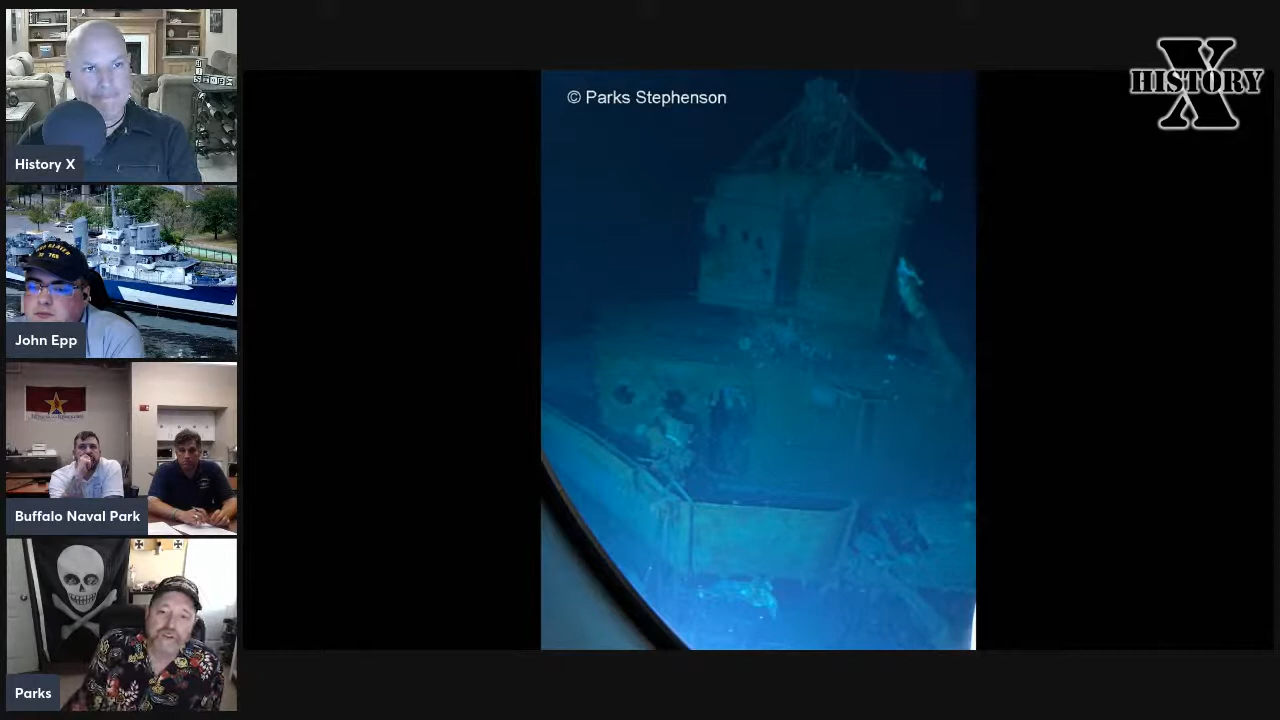 © Parks Stephenson
HISTORY
X
History X
John Epp
Buffalo Naval Park
Parks